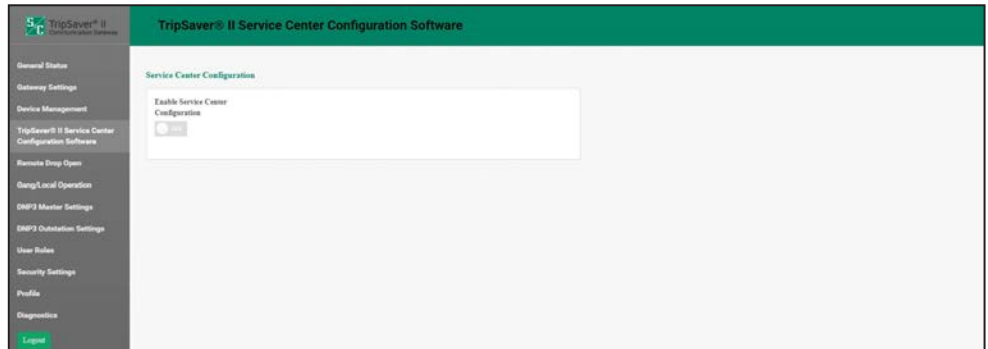 S&C TripSaver® II
Communication Gateway
TripSaver® II Service Center Configuration Software
General Status
Gateway Settings
Device Management
TripSaver® II Service Center
Configuration Software
Remote Drop Open
Gang/Local Operation
DNP3 Master Settings
DNP3 Outstation Settings
User Roles
Security Settings
Profile
Diagnostics
Logout
Service Center Configuration
Enable Service Center
Configuration